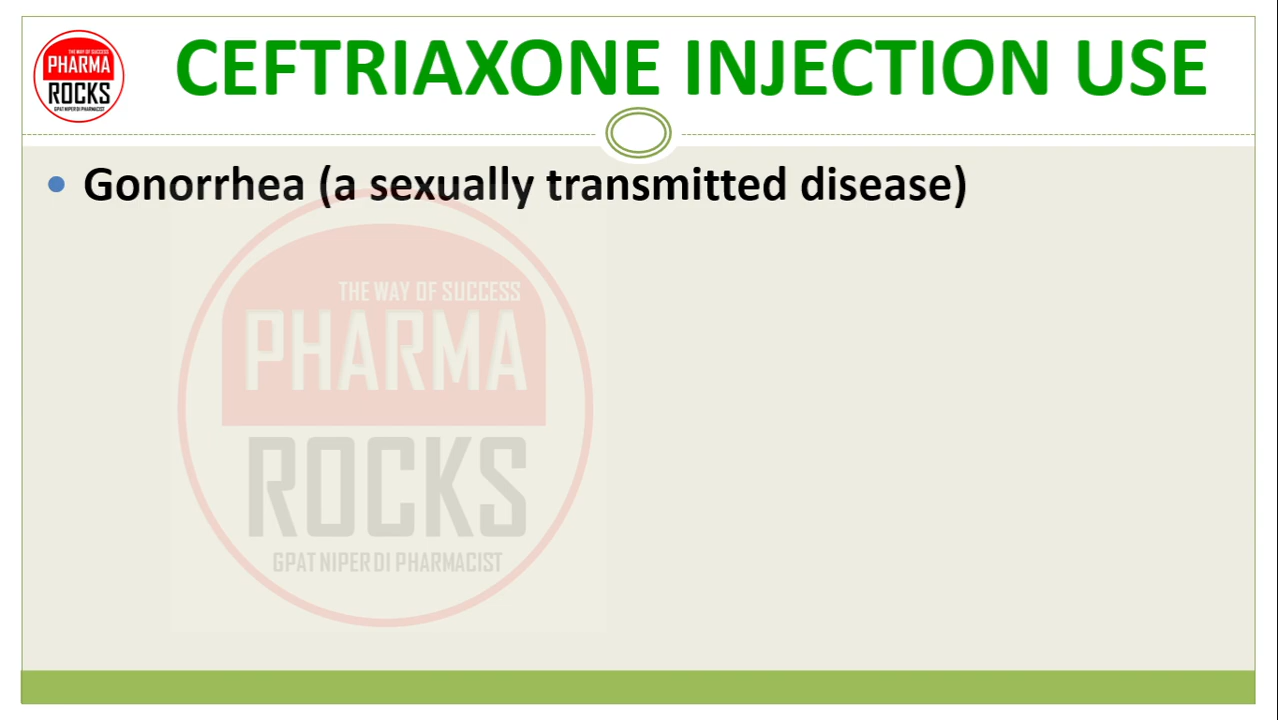 THE WAY OF SUCCESS
PHARMA
ROCKS
GPAT NIPER DI PHARMACIST
CEFTRIAXONE INJECTION USE
Gonorrhea (a sexually transmitted disease)
THE WAY OF SUCCESS
PHARMA
ROCKS
GPAT NIPER DI PHARMACIST